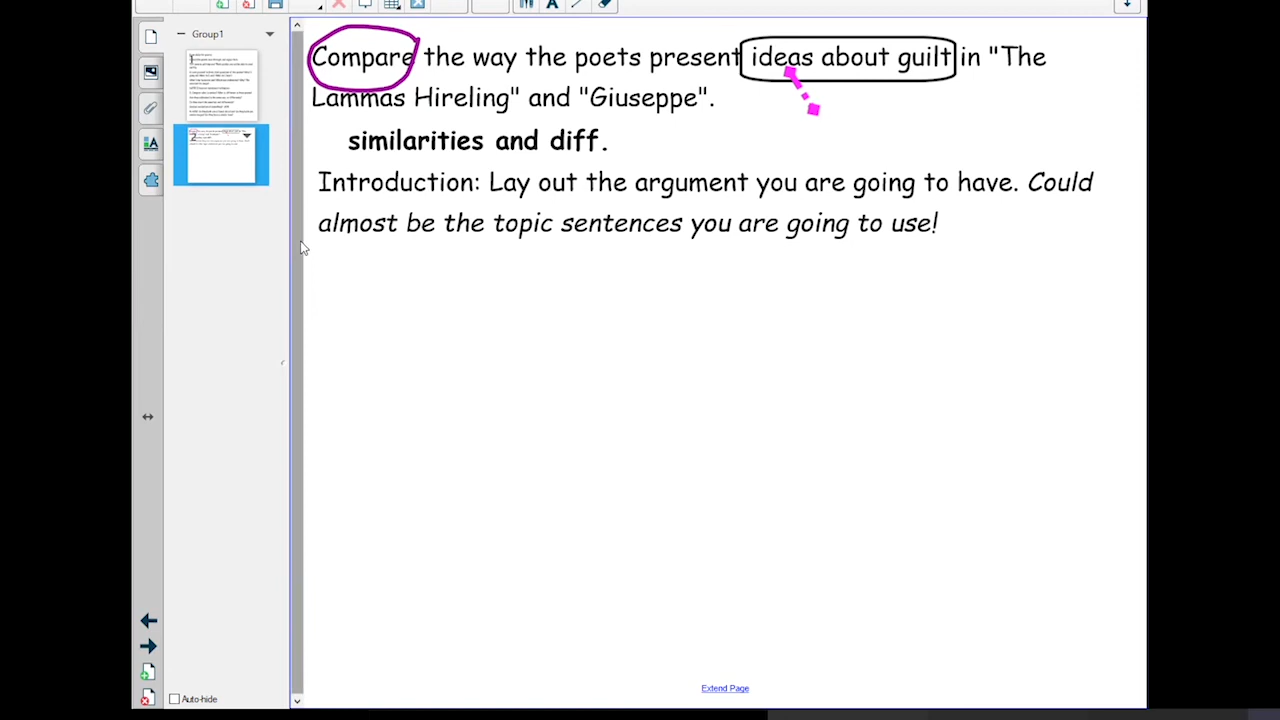 Group1
Compare the way the poets present ideas about guilt in "The
Lammas Hireling" and "Giuseppe".
similarities and diff.
Introduction: Lay out the argument you are going to have. Could
almost be the topic sentences you are going to use!
Extend Page
Auto-hide